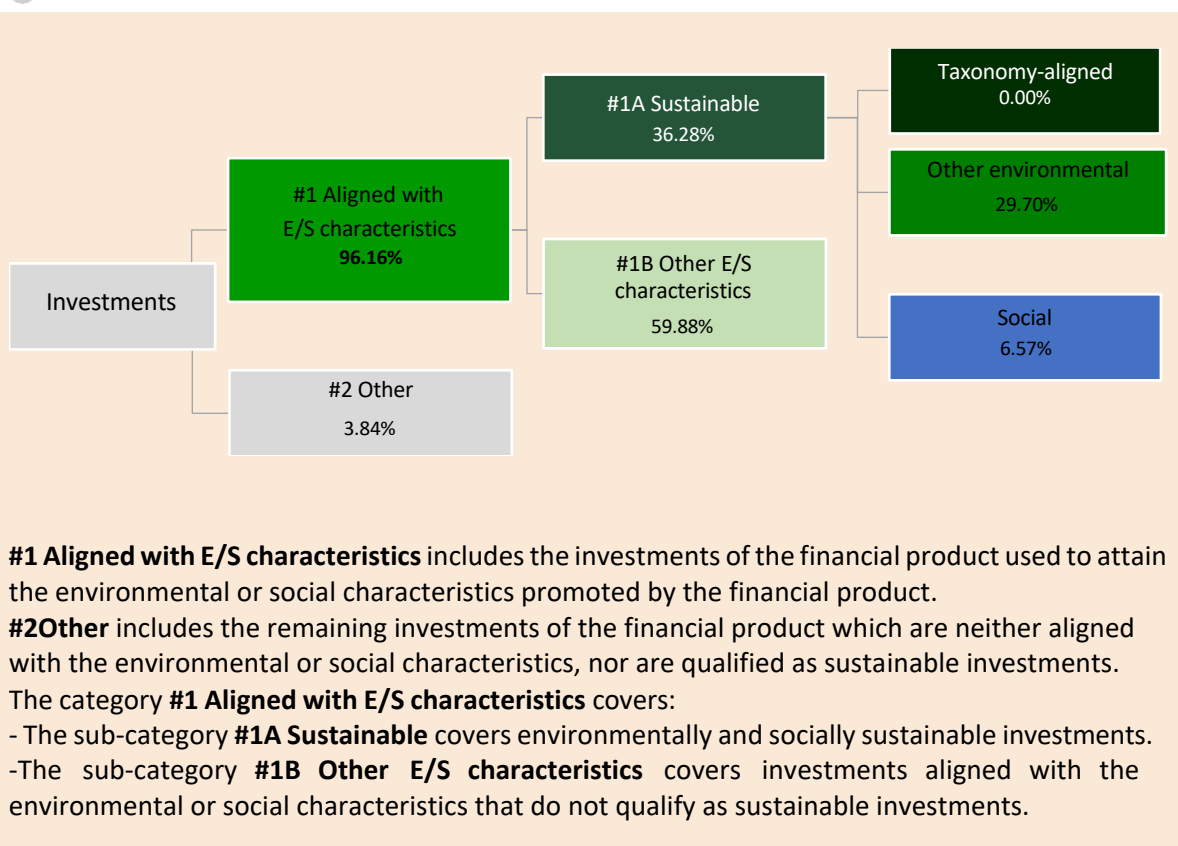 Investments
#1 Aligned with
E/S characteristics
96.16%
#2 Other
3.84%
#1A Sustainable
36.28%
#1B Other E/S
characteristics
59.88%
Taxonomy-aligned
0.00%
Other environmental
29.70%
Social
6.57%
#1 Aligned with E/S characteristics includes the investments of the financial product used to attain
the environmental or social characteristics promoted by the financial product.
#2Other includes the remaining investments of the financial product which are neither aligned
with the environmental or social characteristics, nor are qualified as sustainable investments.
The category #1 Aligned with E/S characteristics covers:
- The sub-category #1A Sustainable covers environmentally and socially sustainable investments.
-The sub-category #1B Other E/S characteristics covers investments aligned with the
environmental or social characteristics that do not qualify as sustainable investments.